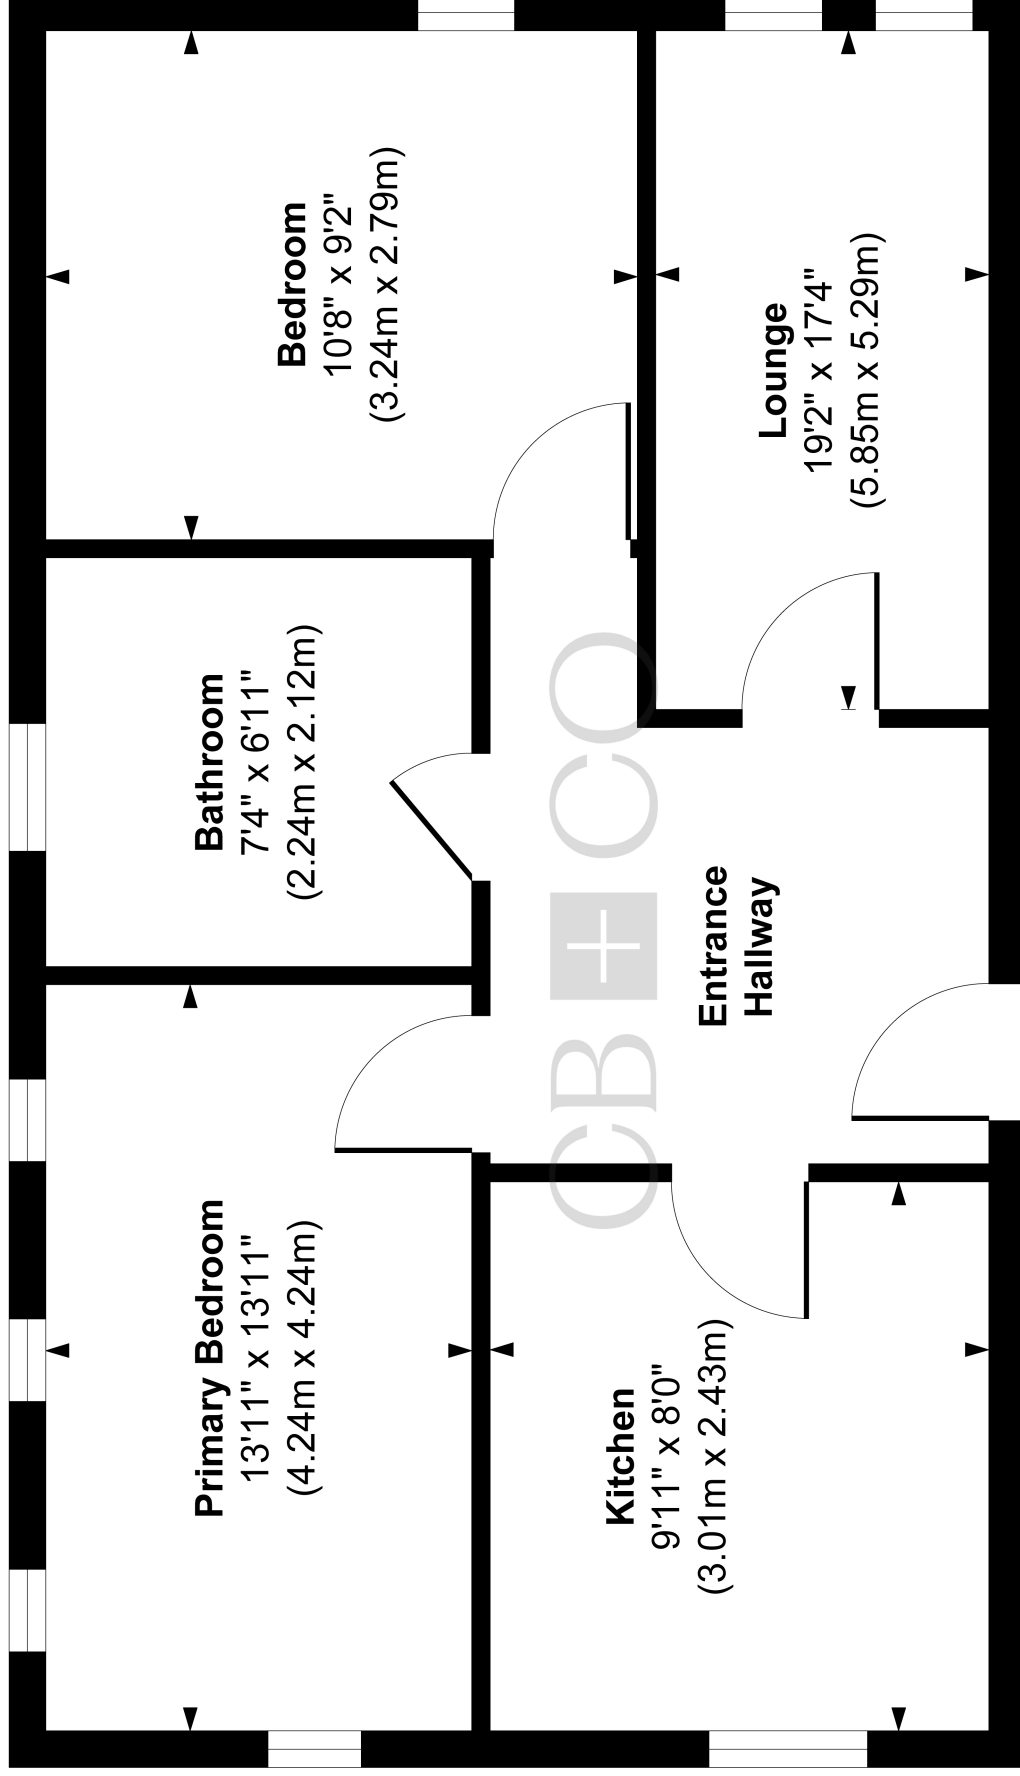 Primary Bedroom
13'11" x 13'11"
(4.24m x 4.24m)
Bathroom
7'4" x 6'11"
(2.24m x 2.12m)
Bedroom
10'8" x 9'2"
(3.24m x 2.79m)
Kitchen
9'11" x 8'0"
(3.01m x 2.43m)
Entrance
Hallway
Lounge
19'2" x 17'4"
(5.85m x 5.29m)
CB+CO